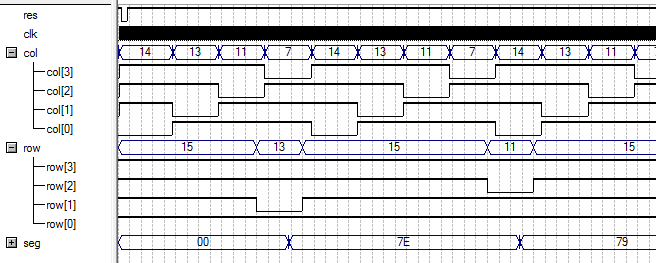 res
clk
col 14 13 11 7 14 13 11 7 14 13 11
col[3]
col[2]
col[1]
col[0]
row 15 13 15 11 15
row[3]
row[2]
row[1]
row[0]
seg 00 7E 79